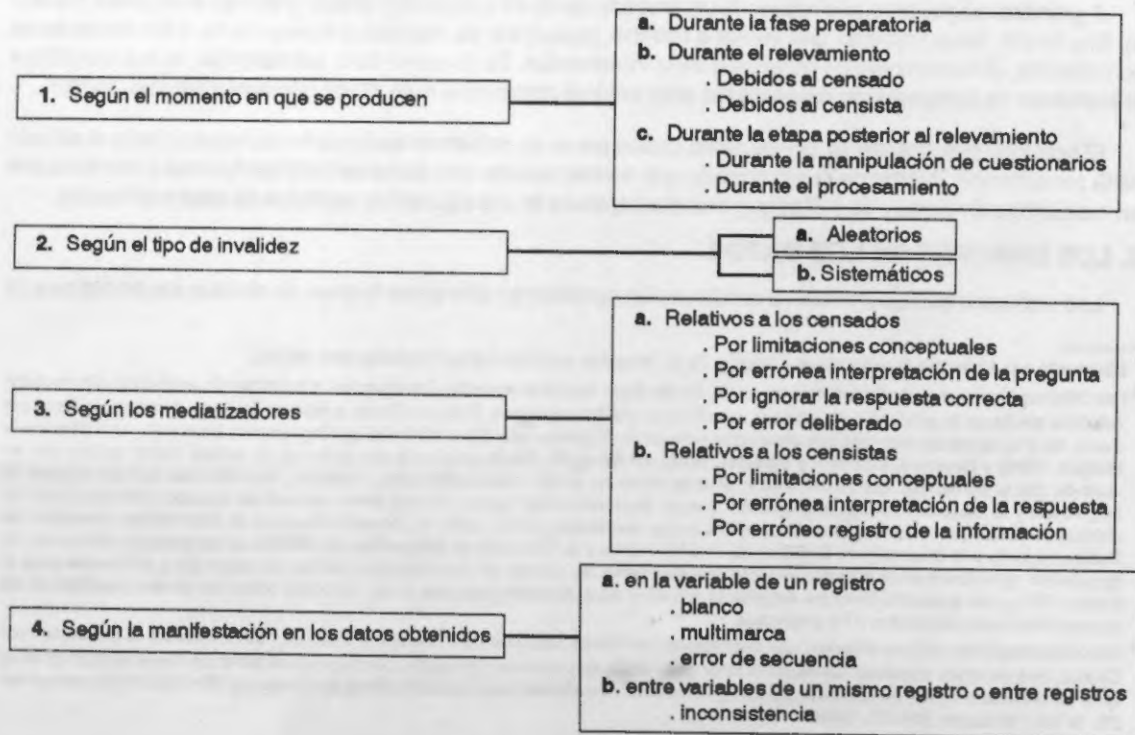 1. Según el momento en que se producen
a. Durante la fase preparatoria
b. Durante el relevamiento
. Debidos al censado
. Debidos al censista
c. Durante la etapa posterior al relevamiento
. Durante la manipulación de cuestionarios
. Durante el procesamiento
2. Según el tipo de invalidez
a. Aleatorios
b. Sistemáticos
3. Según los mediatizadores
a. Relativos a los censados
. Por limitaciones conceptuales
. Por errónea interpretación de la pregunta
. Por ignorar la respuesta correcta
. Por error deliberado
b. Relativos a los censistas
. Por limitaciones conceptuales
. Por errónea interpretación de la respuesta
. Por erróneo registro de la información
4. Según la manifestación en los datos obtenidos
a. en la variable de un registro
. blanco
. multimarca
. error de secuencia
b. entre variables de un mismo registro o entre registros
. inconsistencia